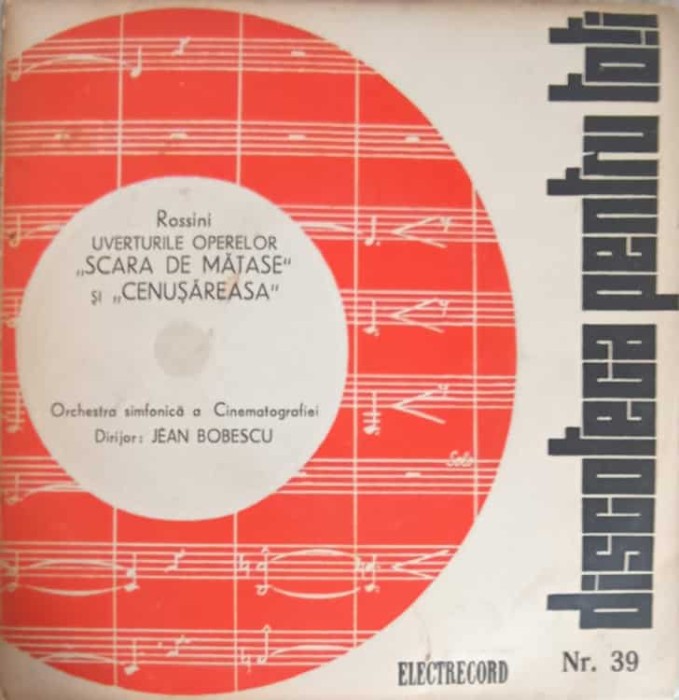 Rossini
UVERTURILE OPERELOR
„SCARA DE MĂTASE"
ȘI „CENUȘĂREASA"
Orchestra simfonică a Cinematografiei
Dirijor: JEAN BOBESCU
Solo
discoteca pentru toți
ELECTRECORD
Nr. 39